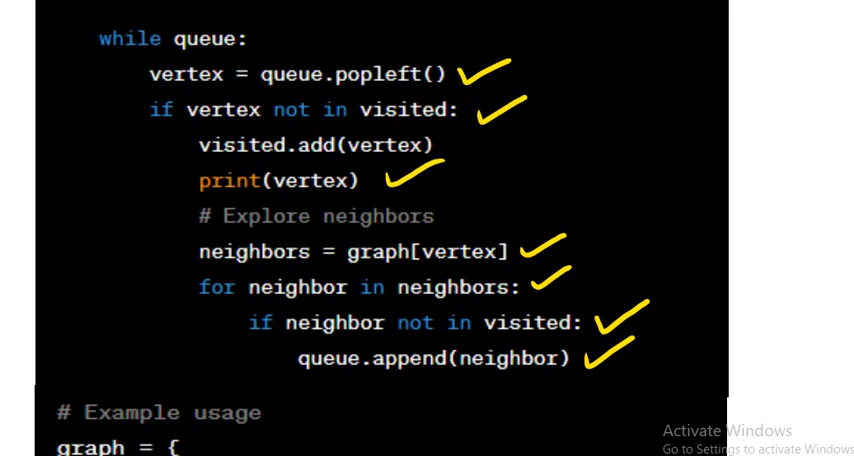 while queue:
vertex = queue.popleft()
if vertex not in visited:
visited.add(vertex)
print(vertex)
# Explore neighbors
neighbors = graph[vertex]
for neighbor in neighbors:
if neighbor not in visited:
queue.append(neighbor)
# Example usage
graph = {
Activate Windows
Go to Settings to activate Windows